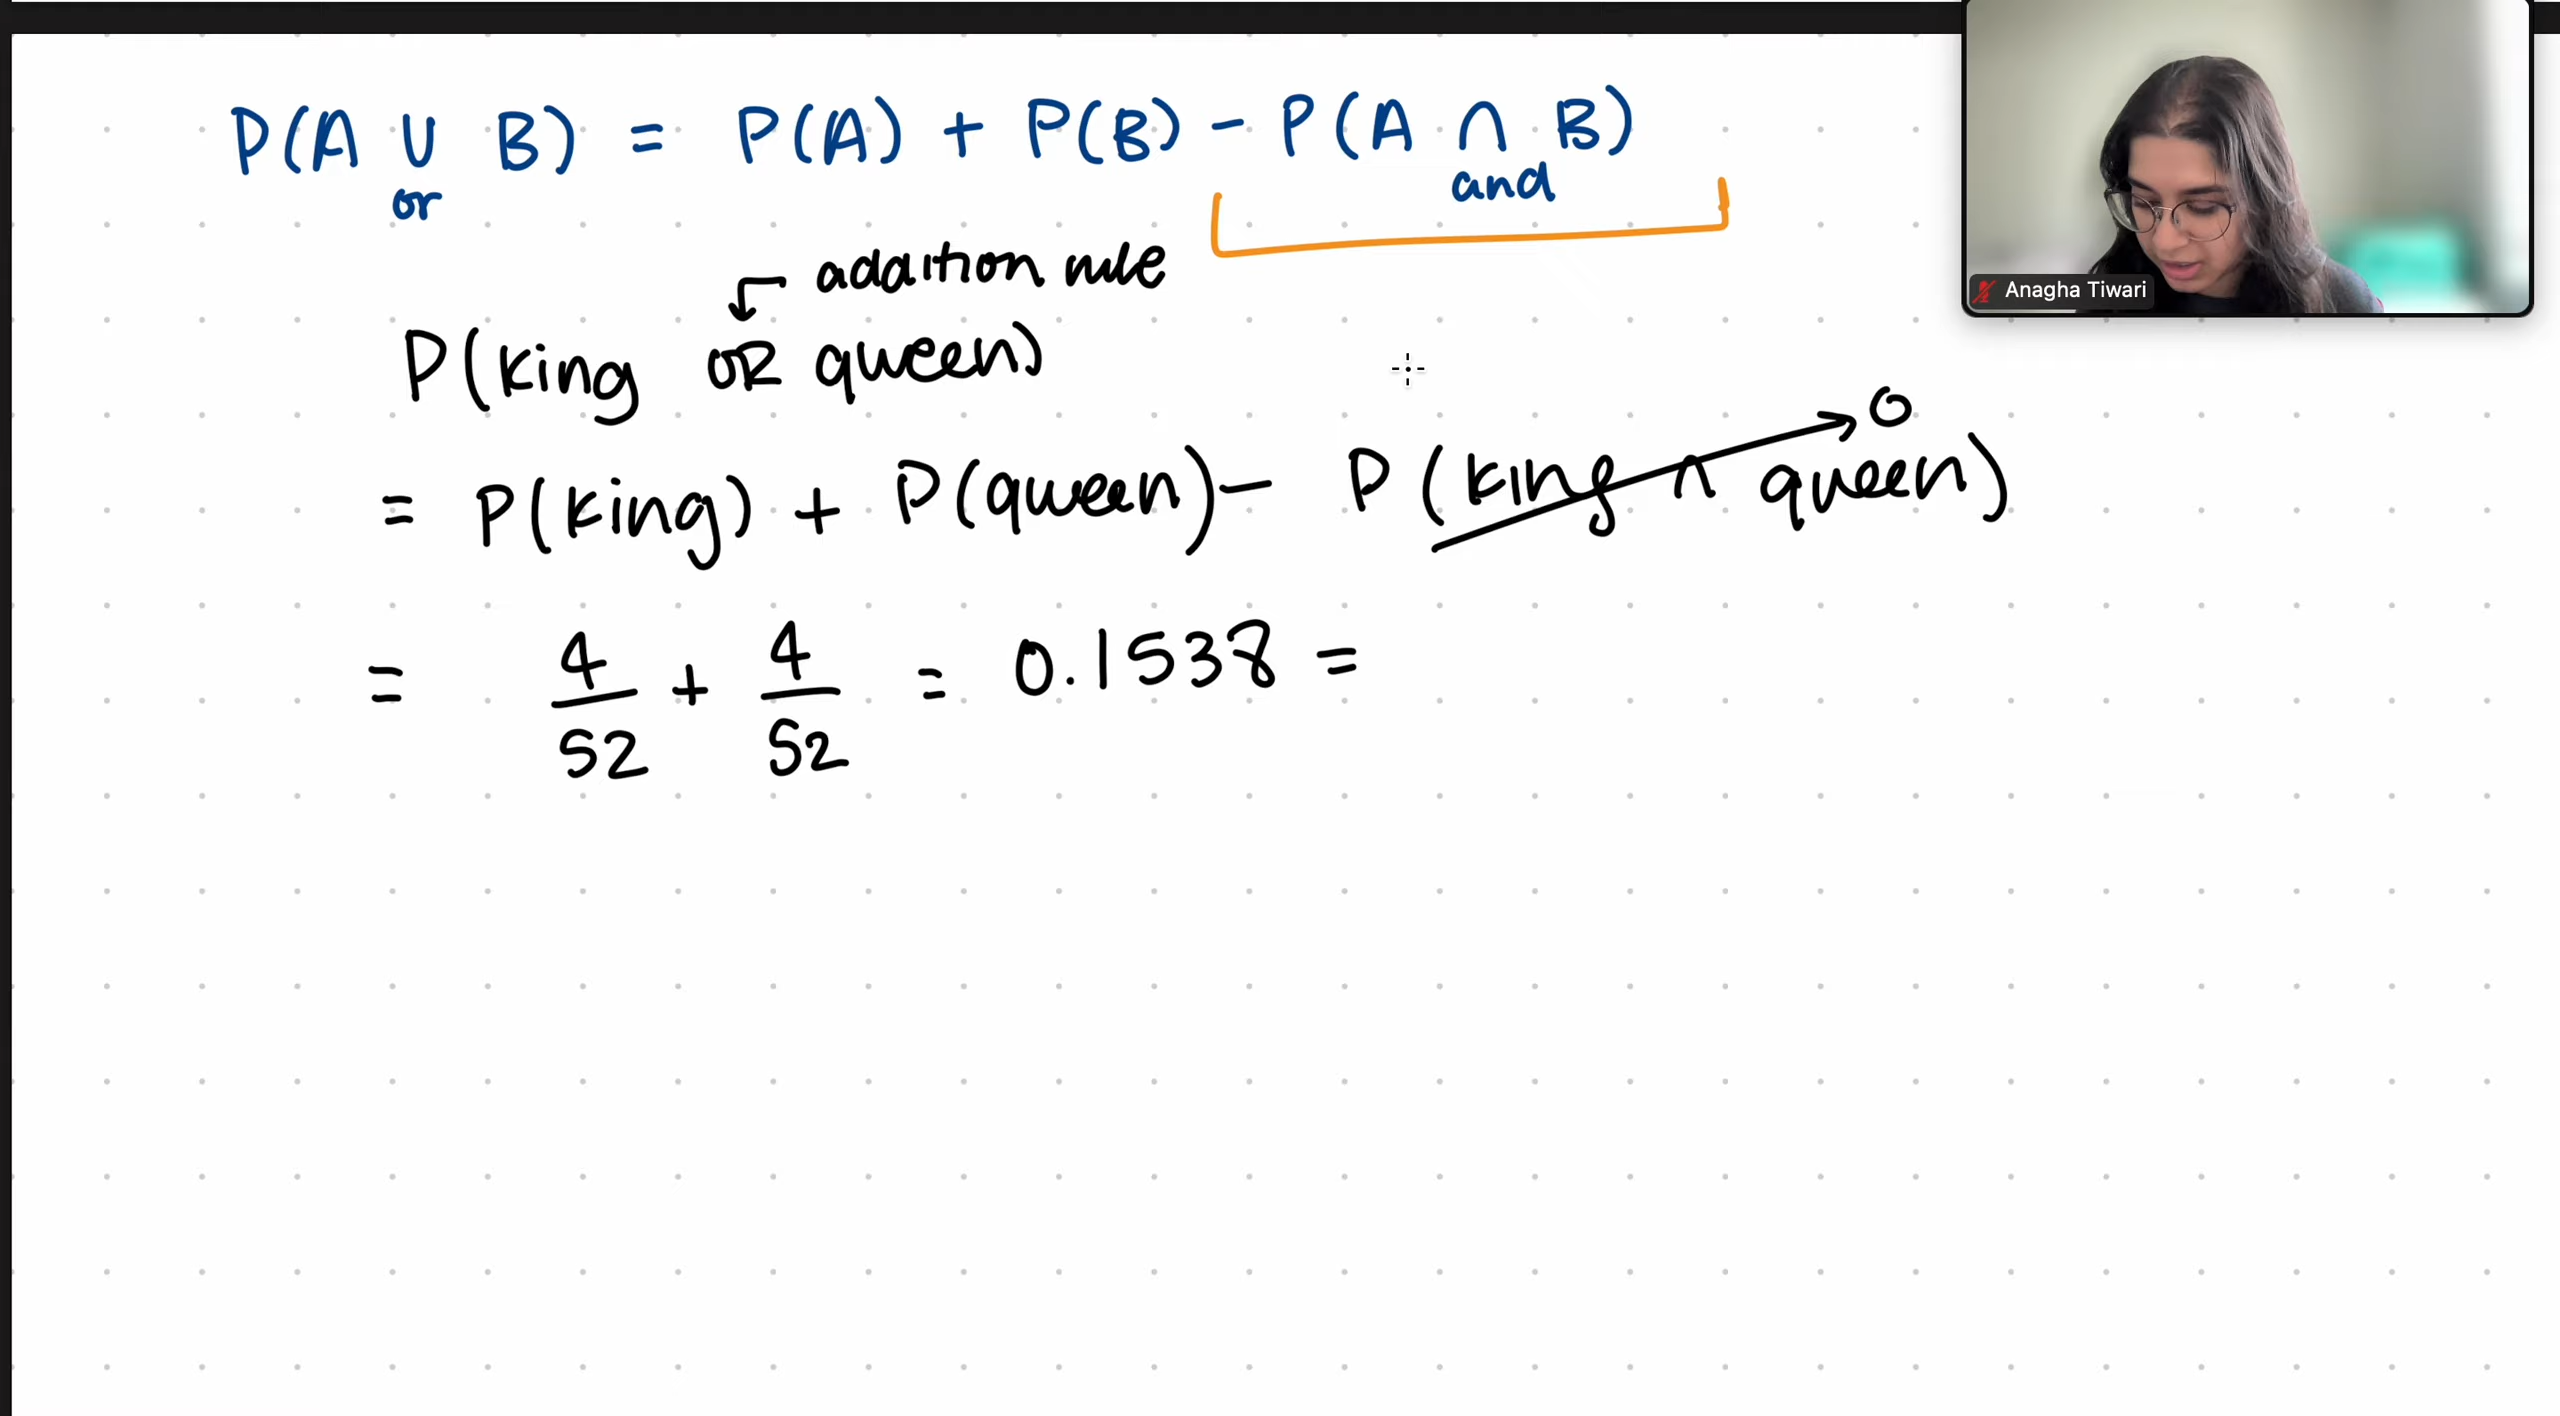 P(A ∪ B) = P(A) + P(B) - P(A ∩ B)
or
and
addition rule
P(king OR queen)
0
= P(king) + P(queen) - P(king ∩ queen)
= 4/52 + 4/52 = 0.1538 =
Anagha Tiwari